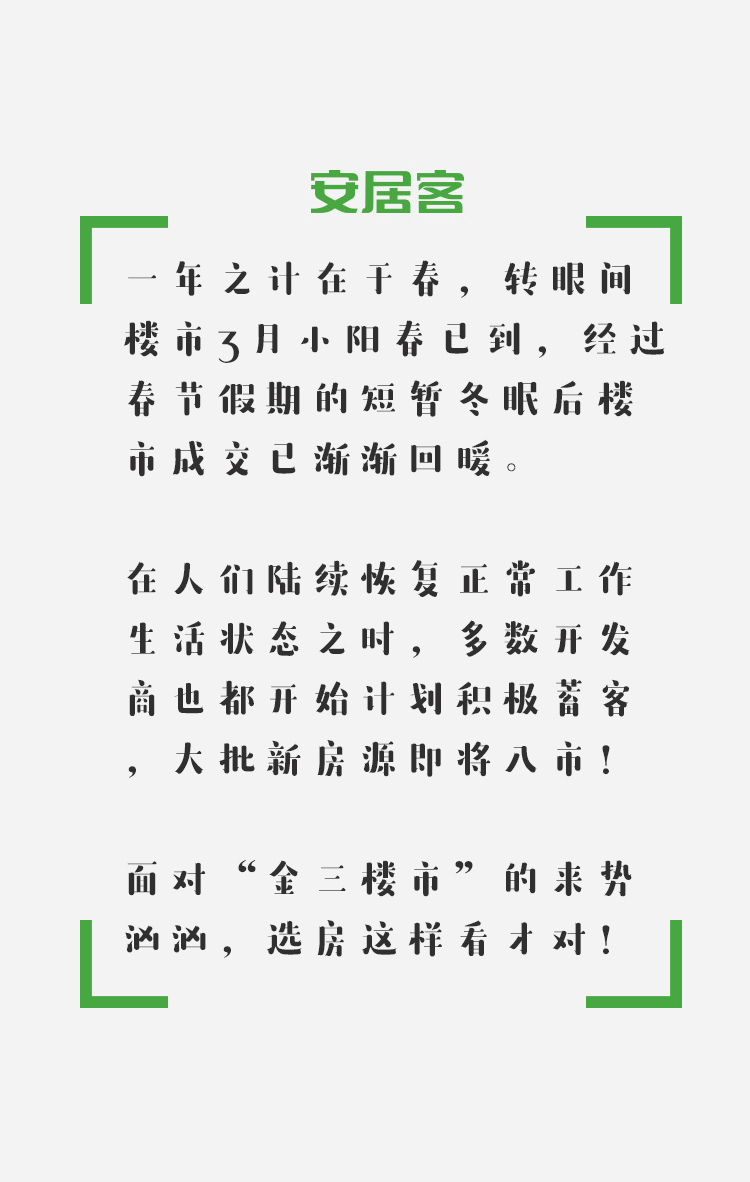 安居客
一年之计在于春，转眼间
楼市3月小阳春已到，经过
春节假期的短暂冬眠后楼
市成交已渐渐回暖。
在人们陆续恢复正常工作
生活状态之时，多数开发
商也都开始计划积极蓄客
，大批新房源即将入市！
面对“金三楼市”的来势
汹汹，选房这样看才对！